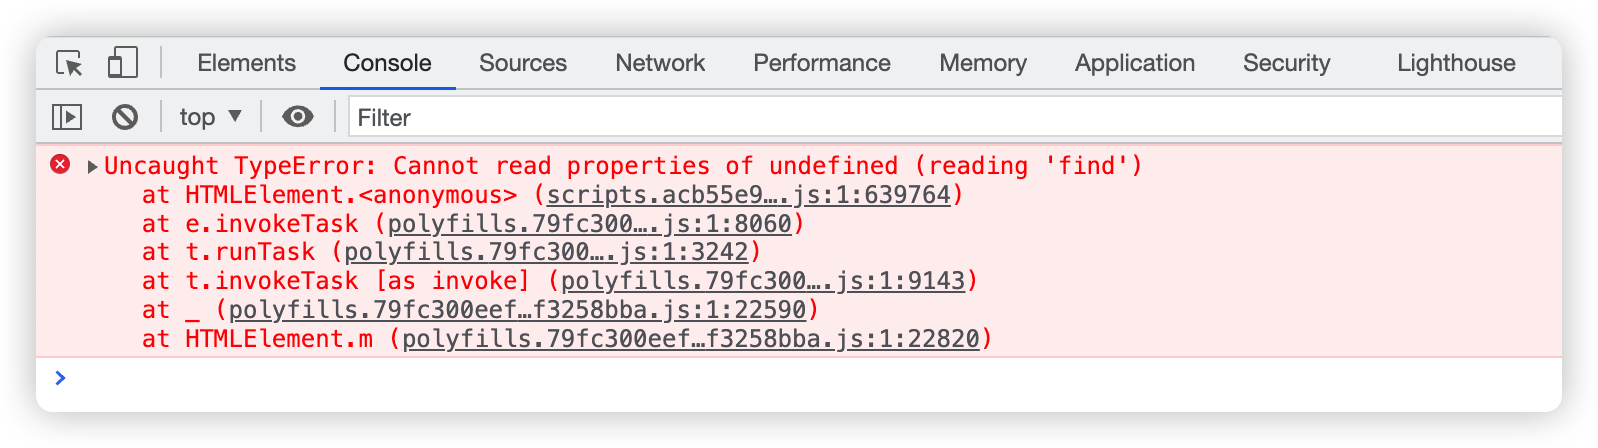 Elements Console Sources Network Performance Memory Application Security Lighthouse
top Filter
Uncaught TypeError: Cannot read properties of undefined (reading 'find')
at HTMLElement.<anonymous> (scripts.acb55e9….js:1:639764)
at e.invokeTask (polyfills.79fc300….js:1:8060)
at t.runTask (polyfills.79fc300….js:1:3242)
at t.invokeTask [as invoke] (polyfills.79fc300….js:1:9143)
at _ (polyfills.79fc300eef…f3258bba.js:1:22590)
at HTMLElement.m (polyfills.79fc300eef…f3258bba.js:1:22820)